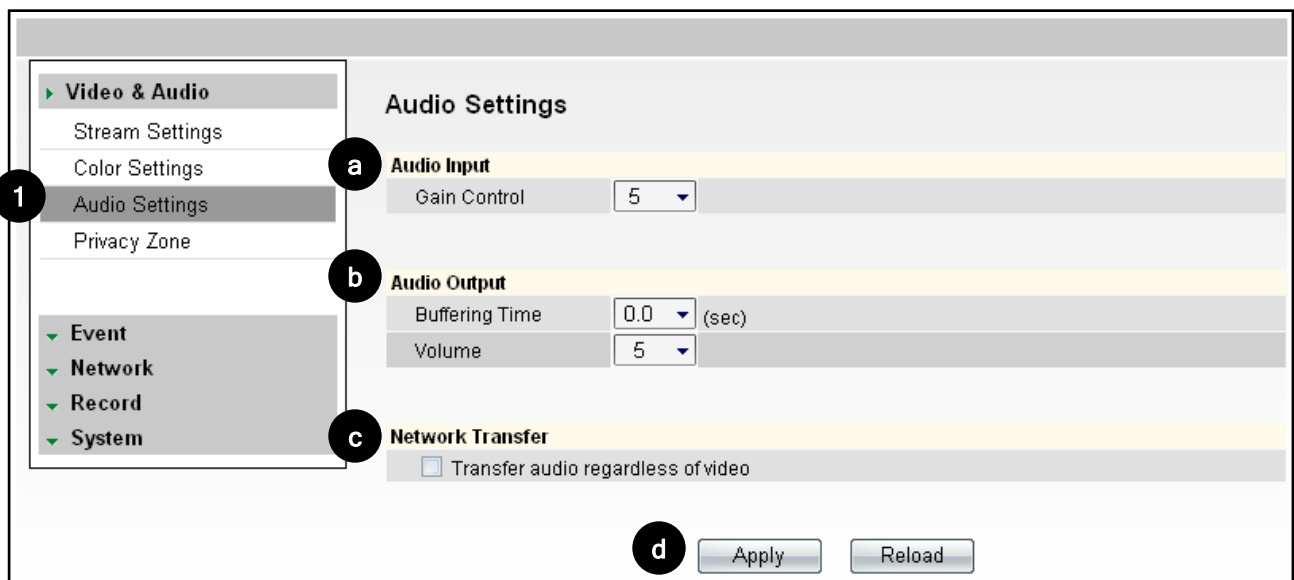 Video & Audio
Stream Settings
Color Settings
1
Audio Settings
Privacy Zone
Event
Network
Record
System
Audio Settings
a
Audio Input
Gain Control 5
b
Audio Output
Buffering Time 0.0 (sec)
Volume 5
c
Network Transfer
Transfer audio regardless of video
d
Apply Reload